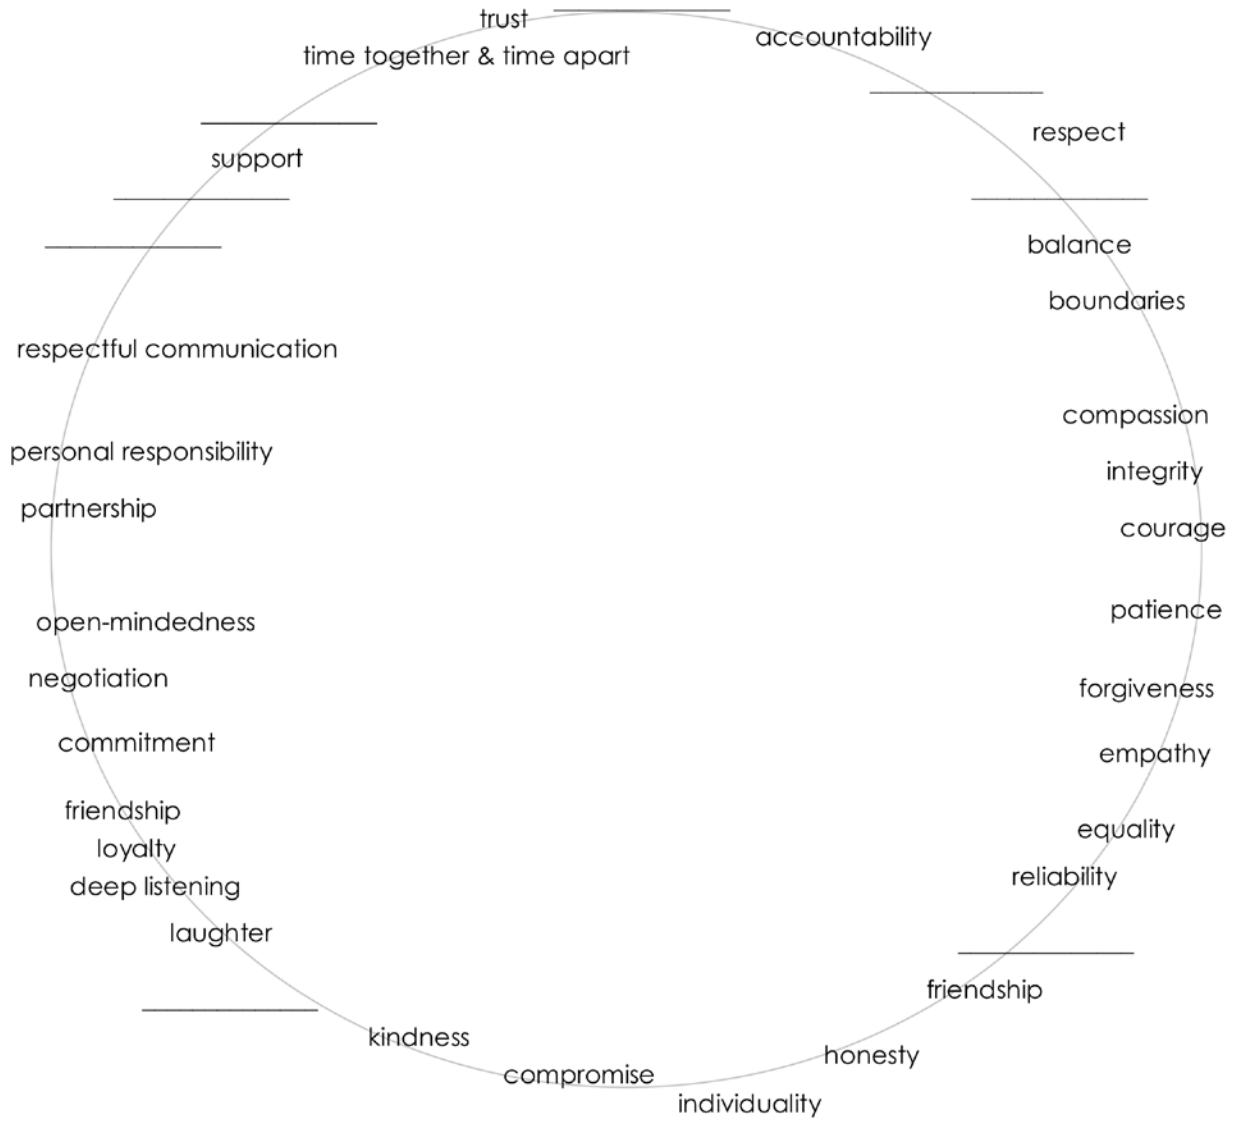 trust
accountability
time together & time apart
respect
support
balance
boundaries
respectful communication
compassion
personal responsibility
integrity
partnership
courage
patience
open-mindedness
negotiation
forgiveness
commitment
empathy
friendship
equality
loyalty
reliability
deep listening
laughter
friendship
kindness
honesty
compromise
individuality